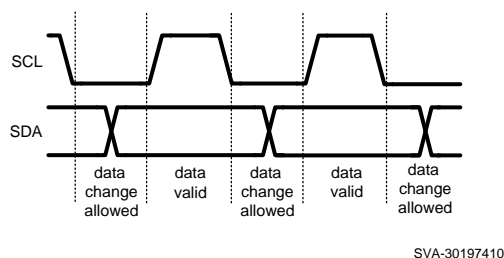 SCL
SDA
data
change
allowed
data
valid
data
change
allowed
data
valid
data
change
allowed
SVA-30197410